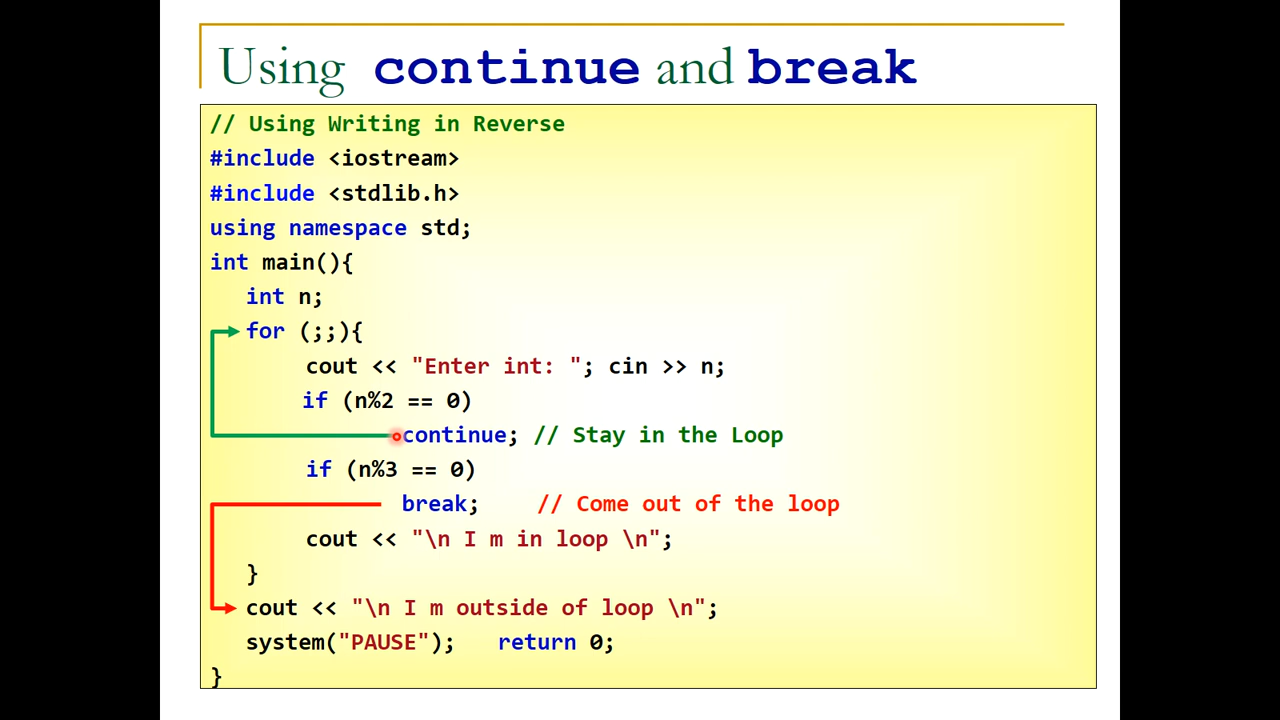 Using continue and break
// Using Writing in Reverse
#include <iostream>
#include <stdlib.h>
using namespace std;
int main(){
int n;
for (;;){
cout << "Enter int: "; cin >> n;
if (n%2 == 0)
continue; // Stay in the Loop
if (n%3 == 0)
break; // Come out of the loop
cout << "\n I m in loop \n";
}
cout << "\n I m outside of loop \n";
system("PAUSE"); return 0;
}